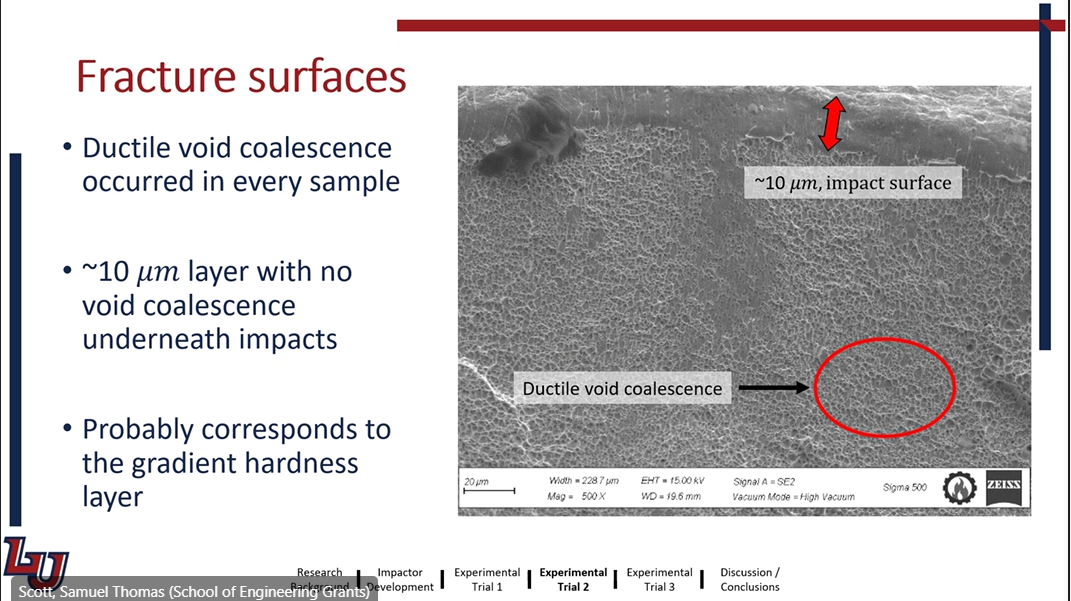 Fracture surfaces
• Ductile void coalescence
occurred in every sample
• ~10 𝜇𝑚 layer with no
void coalescence
underneath impacts
• Probably corresponds to
the gradient hardness
layer
~10 𝜇𝑚, impact surface
Ductile void coalescence
20 µm
Width = 228.7 µm
EHT = 15.00 kV
Signal A = SE2
Mag = 500 X
WD = 19.6 mm
Vacuum Mode = High Vacuum
Sigma 500
ZEISS
LU
Research
Background
Impactor
Development
Experimental
Trial 1
Experimental
Trial 2
Experimental
Trial 3
Discussion /
Conclusions
Scott, Samuel Thomas (School of Engineering Grants)